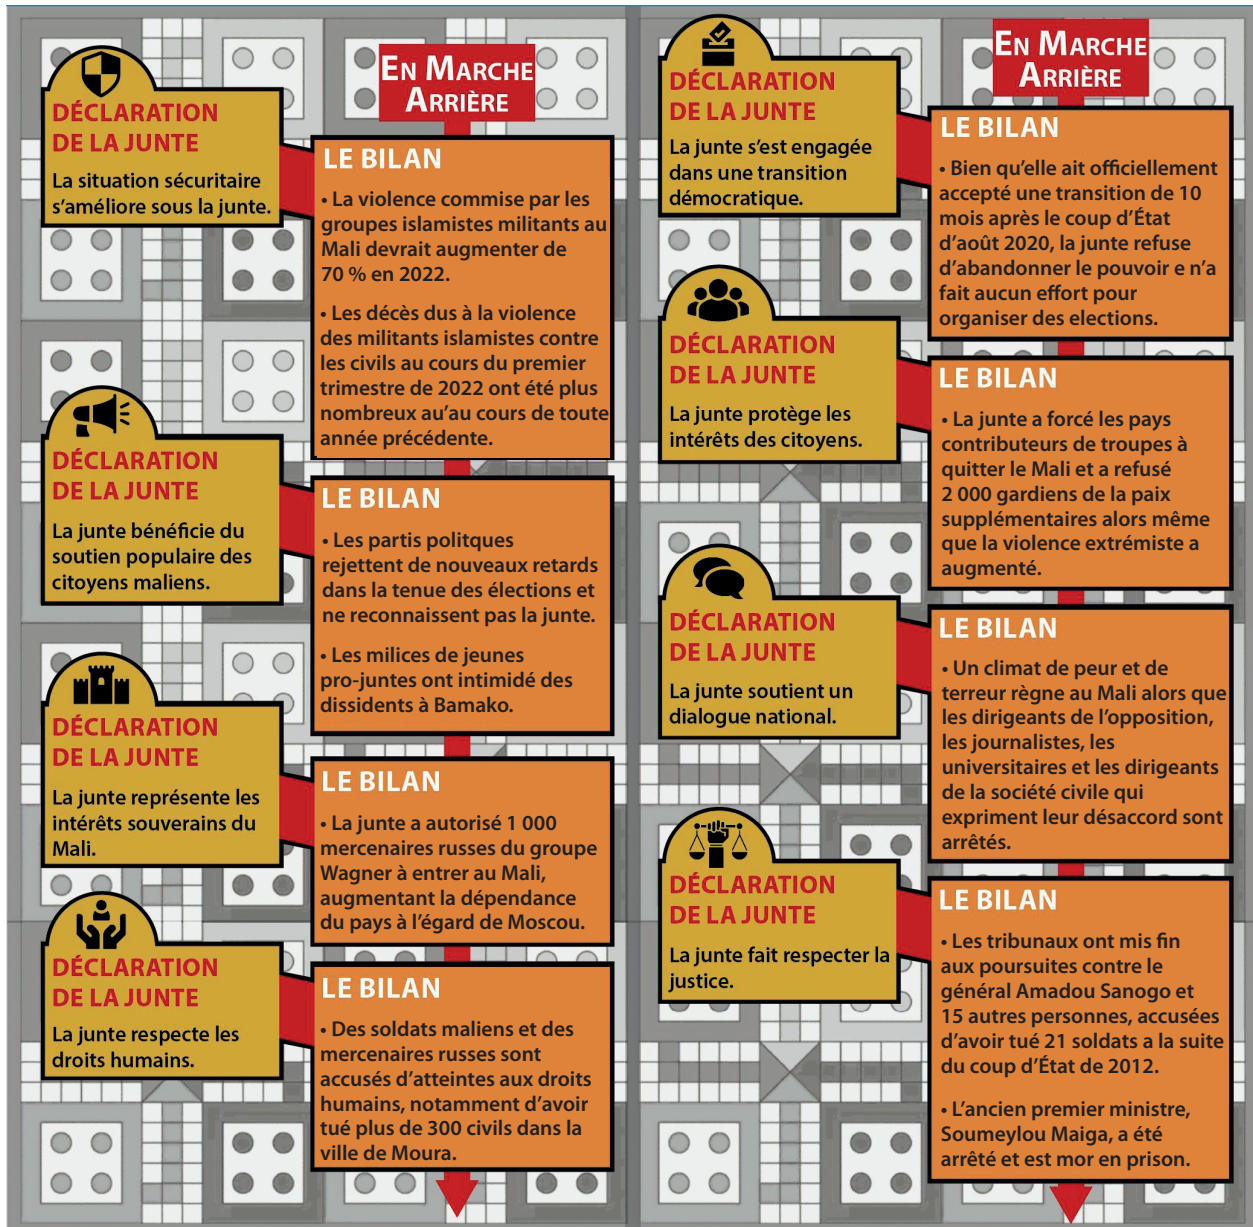 EN MARCHE
ARRIÈRE
DÉCLARATION
DE LA JUNTE
La situation sécuritaire
s'améliore sous la junte.
LE BILAN
• La violence commise par les
groupes islamistes militants au
Mali devrait augmenter de
70 % en 2022.
• Les décès dus à la violence
des militants islamistes contre
les civils au cours du premier
trimestre de 2022 ont été plus
nombreux au'au cours de toute
année précédente.
DÉCLARATION
DE LA JUNTE
La junte bénéficie du
soutien populaire des
citoyens maliens.
LE BILAN
• Les partis politques
rejettent de nouveaux retards
dans la tenue des élections et
ne reconnaissent pas la junte.
• Les milices de jeunes
pro-juntes ont intimidé des
dissidents à Bamako.
DÉCLARATION
DE LA JUNTE
La junte représente les
intérêts souverains du
Mali.
LE BILAN
• La junte a autorisé 1 000
mercenaires russes du groupe
Wagner à entrer au Mali,
augmentant la dépendance
du pays à l'égard de Moscou.
DÉCLARATION
DE LA JUNTE
La junte respecte les
droits humains.
LE BILAN
• Des soldats maliens et des
mercenaires russes sont
accusés d'atteintes aux droits
humains, notamment d'avoir
tué plus de 300 civils dans la
ville de Moura.
EN MARCHE
ARRIÈRE
DÉCLARATION
DE LA JUNTE
La junte s'est engagée
dans une transition
démocratique.
LE BILAN
• Bien qu'elle ait officiellement
accepté une transition de 10
mois après le coup d'État
d'août 2020, la junte refuse
d'abandonner le pouvoir e n'a
fait aucun effort pour
organiser des elections.
DÉCLARATION
DE LA JUNTE
La junte protège les
intérêts des citoyens.
LE BILAN
• La junte a forcé les pays
contributeurs de troupes à
quitter le Mali et a refusé
2 000 gardiens de la paix
supplémentaires alors même
que la violence extrémiste a
augmenté.
DÉCLARATION
DE LA JUNTE
La junte soutient un
dialogue national.
LE BILAN
• Un climat de peur et de
terreur règne au Mali alors que
les dirigeants de l'opposition,
les journalistes, les
universitaires et les dirigeants
de la société civile qui
expriment leur désaccord sont
arrêtés.
DÉCLARATION
DE LA JUNTE
La junte fait respecter la
justice.
LE BILAN
• Les tribunaux ont mis fin
aux poursuites contre le
général Amadou Sanogo et
15 autres personnes, accusées
d'avoir tué 21 soldats a la suite
du coup d'État de 2012.
• L'ancien premier ministre,
Soumeylou Maiga, a été
arrêté et est mor en prison.